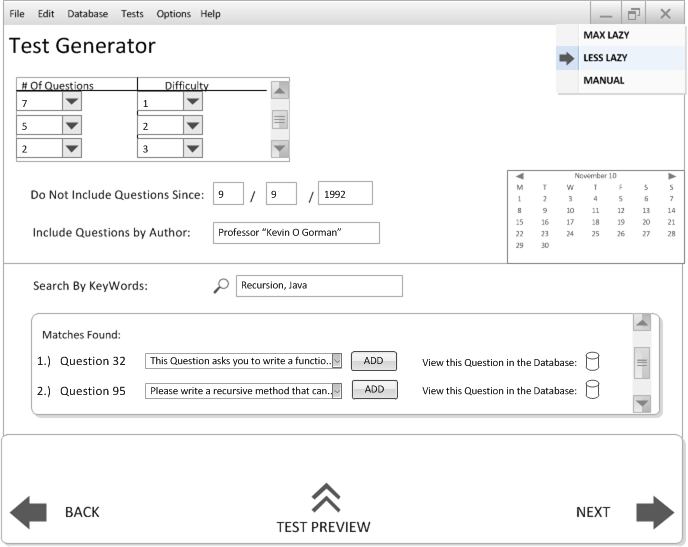 File Edit Database Tests Options Help
Test Generator
MAX LAZY
LESS LAZY
MANUAL
# Of Questions Difficulty
7 1
5 2
2 3
Do Not Include Questions Since: 9 / 9 / 1992
Include Questions by Author: Professor “Kevin O Gorman”
November 10
M T W T F S S
1 2 3 4 5 6 7
8 9 10 11 12 13 14
15 16 17 18 19 20 21
22 23 24 25 26 27 28
29 30
Search By KeyWords: Recursion, Java
Matches Found:
1.) Question 32 This Question asks you to write a functio.. ADD View this Question in the Database:
2.) Question 95 Please write a recursive method that can.. ADD View this Question in the Database:
BACK TEST PREVIEW NEXT